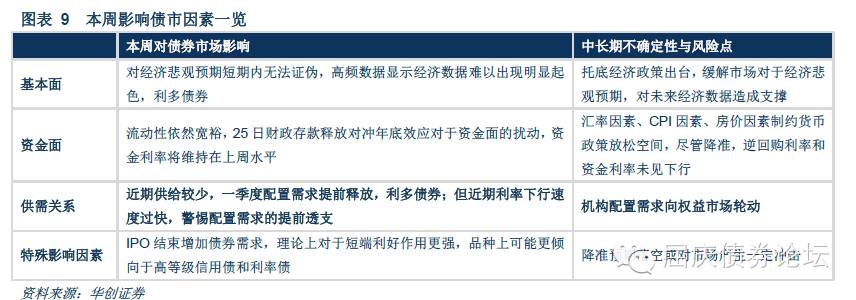 图表 9 本周影响债市因素一览
本周对债券市场影响
中长期不确定性与风险点
基本面
对经济悲观预期短期内无法证伪，高频数据显示经济数据难以出现明显起
色，利多债券
托底经济政策出台，缓解市场对于经济悲
观预期，对未来经济数据造成支撑
资金面
流动性依然宽裕，25 日财政存款释放对冲年底效应对于资金面的扰动，资
金利率将维持在上周水平
汇率因素、CPI 因素、房价因素制约货币
政策放松空间，尽管降准，逆回购利率和
资金利率未见下行
供需关系
近期供给较少，一季度配置需求提前释放，利多债券；但近期利率下行速
度过快，警惕配置需求的提前透支
机构配置需求向权益市场轮动
特殊影响因素
IPO 结束增加债券需求，理论上对于短端利好作用更强，品种上可能更倾
向于高等级信用债和利率债
降准预 落空或对市场产生一定冲击
屈庆债券论坛
资料来源：华创证券